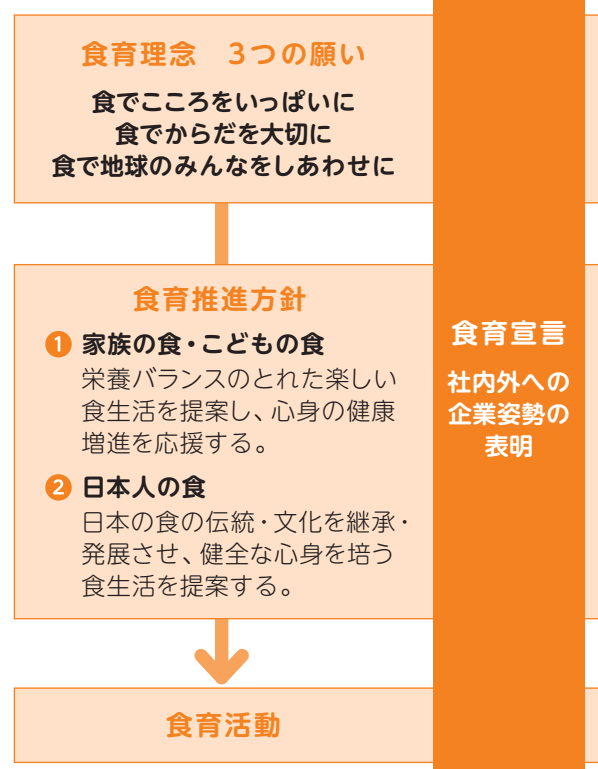 食育理念　3つの願い
食でこころをいっぱいに
食でからだを大切に
食で地球のみんなをしあわせに
食育推進方針
1 家族の食・こどもの食
栄養バランスのとれた楽しい
食生活を提案し、心身の健康
増進を応援する。
2 日本人の食
日本の食の伝統・文化を継承・
発展させ、健全な心身を培う
食生活を提案する。
食育活動
食育宣言
社内外への
企業姿勢の
表明